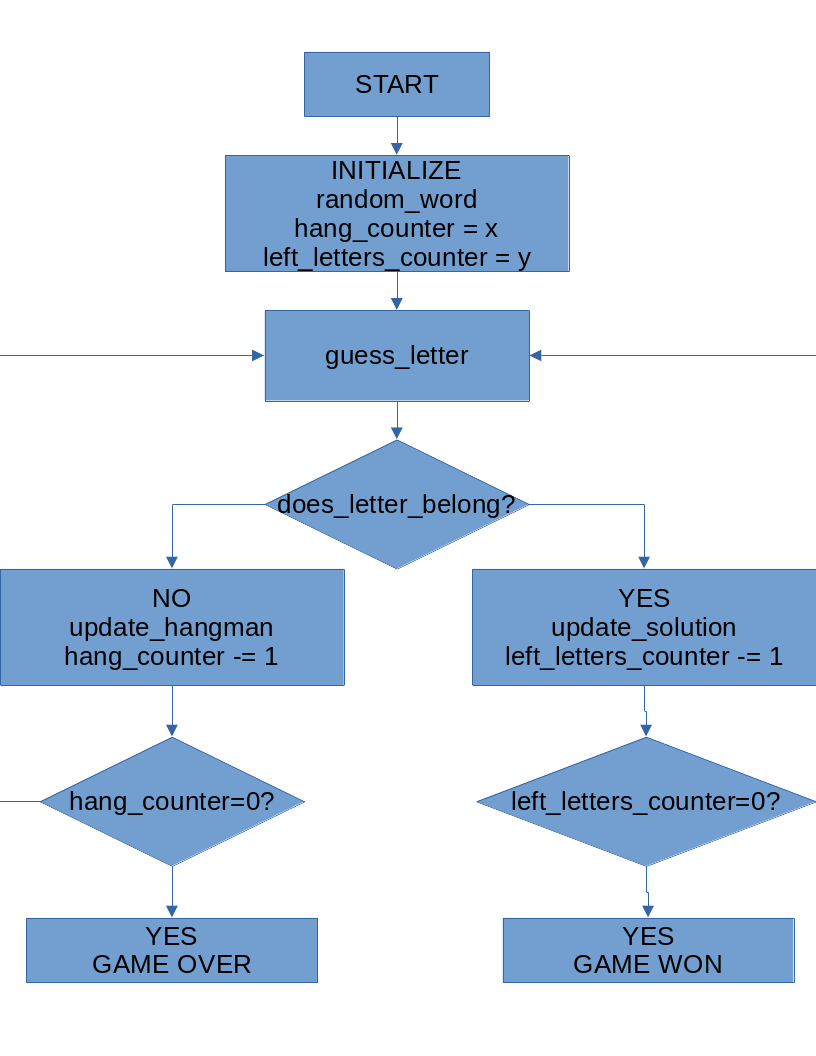 START
INITIALIZE
random_word
hang_counter = x
left_letters_counter = y
guess_letter
does_letter_belong?
NO
update_hangman
hang_counter -= 1
YES
update_solution
left_letters_counter -= 1
hang_counter=0?
left_letters_counter=0?
YES
GAME OVER
YES
GAME WON